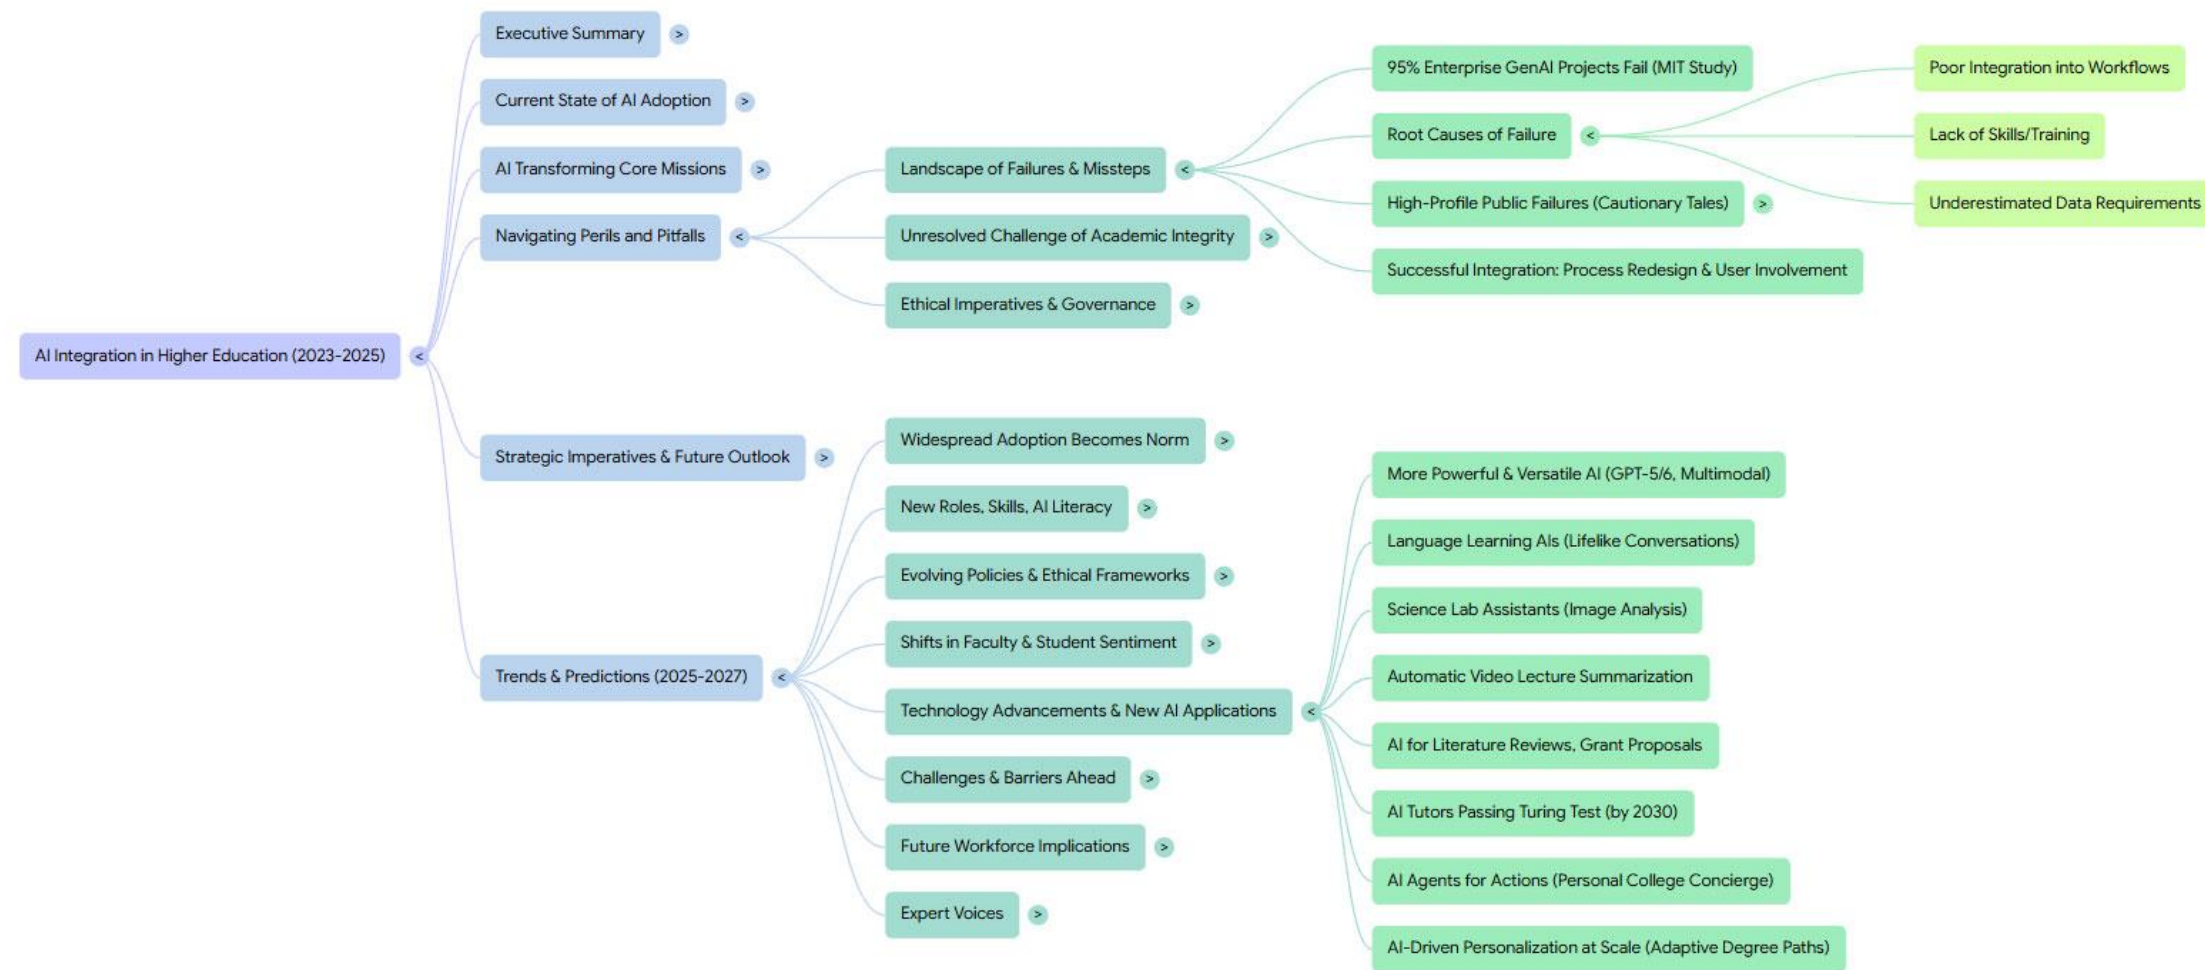 AI Integration in Higher Education (2023-2025) <
Executive Summary >
Current State of AI Adoption >
AI Transforming Core Missions >
Navigating Perils and Pitfalls <
Landscape of Failures & Missteps <
95% Enterprise GenAI Projects Fail (MIT Study)
Root Causes of Failure <
Poor Integration into Workflows
Lack of Skills/Training
Underestimated Data Requirements
High-Profile Public Failures (Cautionary Tales) >
Successful Integration: Process Redesign & User Involvement
Unresolved Challenge of Academic Integrity >
Ethical Imperatives & Governance >
Strategic Imperatives & Future Outlook >
Trends & Predictions (2025-2027) <
Widespread Adoption Becomes Norm >
New Roles, Skills, AI Literacy >
Evolving Policies & Ethical Frameworks >
Shifts in Faculty & Student Sentiment >
Technology Advancements & New AI Applications <
More Powerful & Versatile AI (GPT-5/6, Multimodal)
Language Learning AIs (Lifelike Conversations)
Science Lab Assistants (Image Analysis)
Automatic Video Lecture Summarization
AI for Literature Reviews, Grant Proposals
AI Tutors Passing Turing Test (by 2030)
AI Agents for Actions (Personal College Concierge)
AI-Driven Personalization at Scale (Adaptive Degree Paths)
Challenges & Barriers Ahead >
Future Workforce Implications >
Expert Voices >